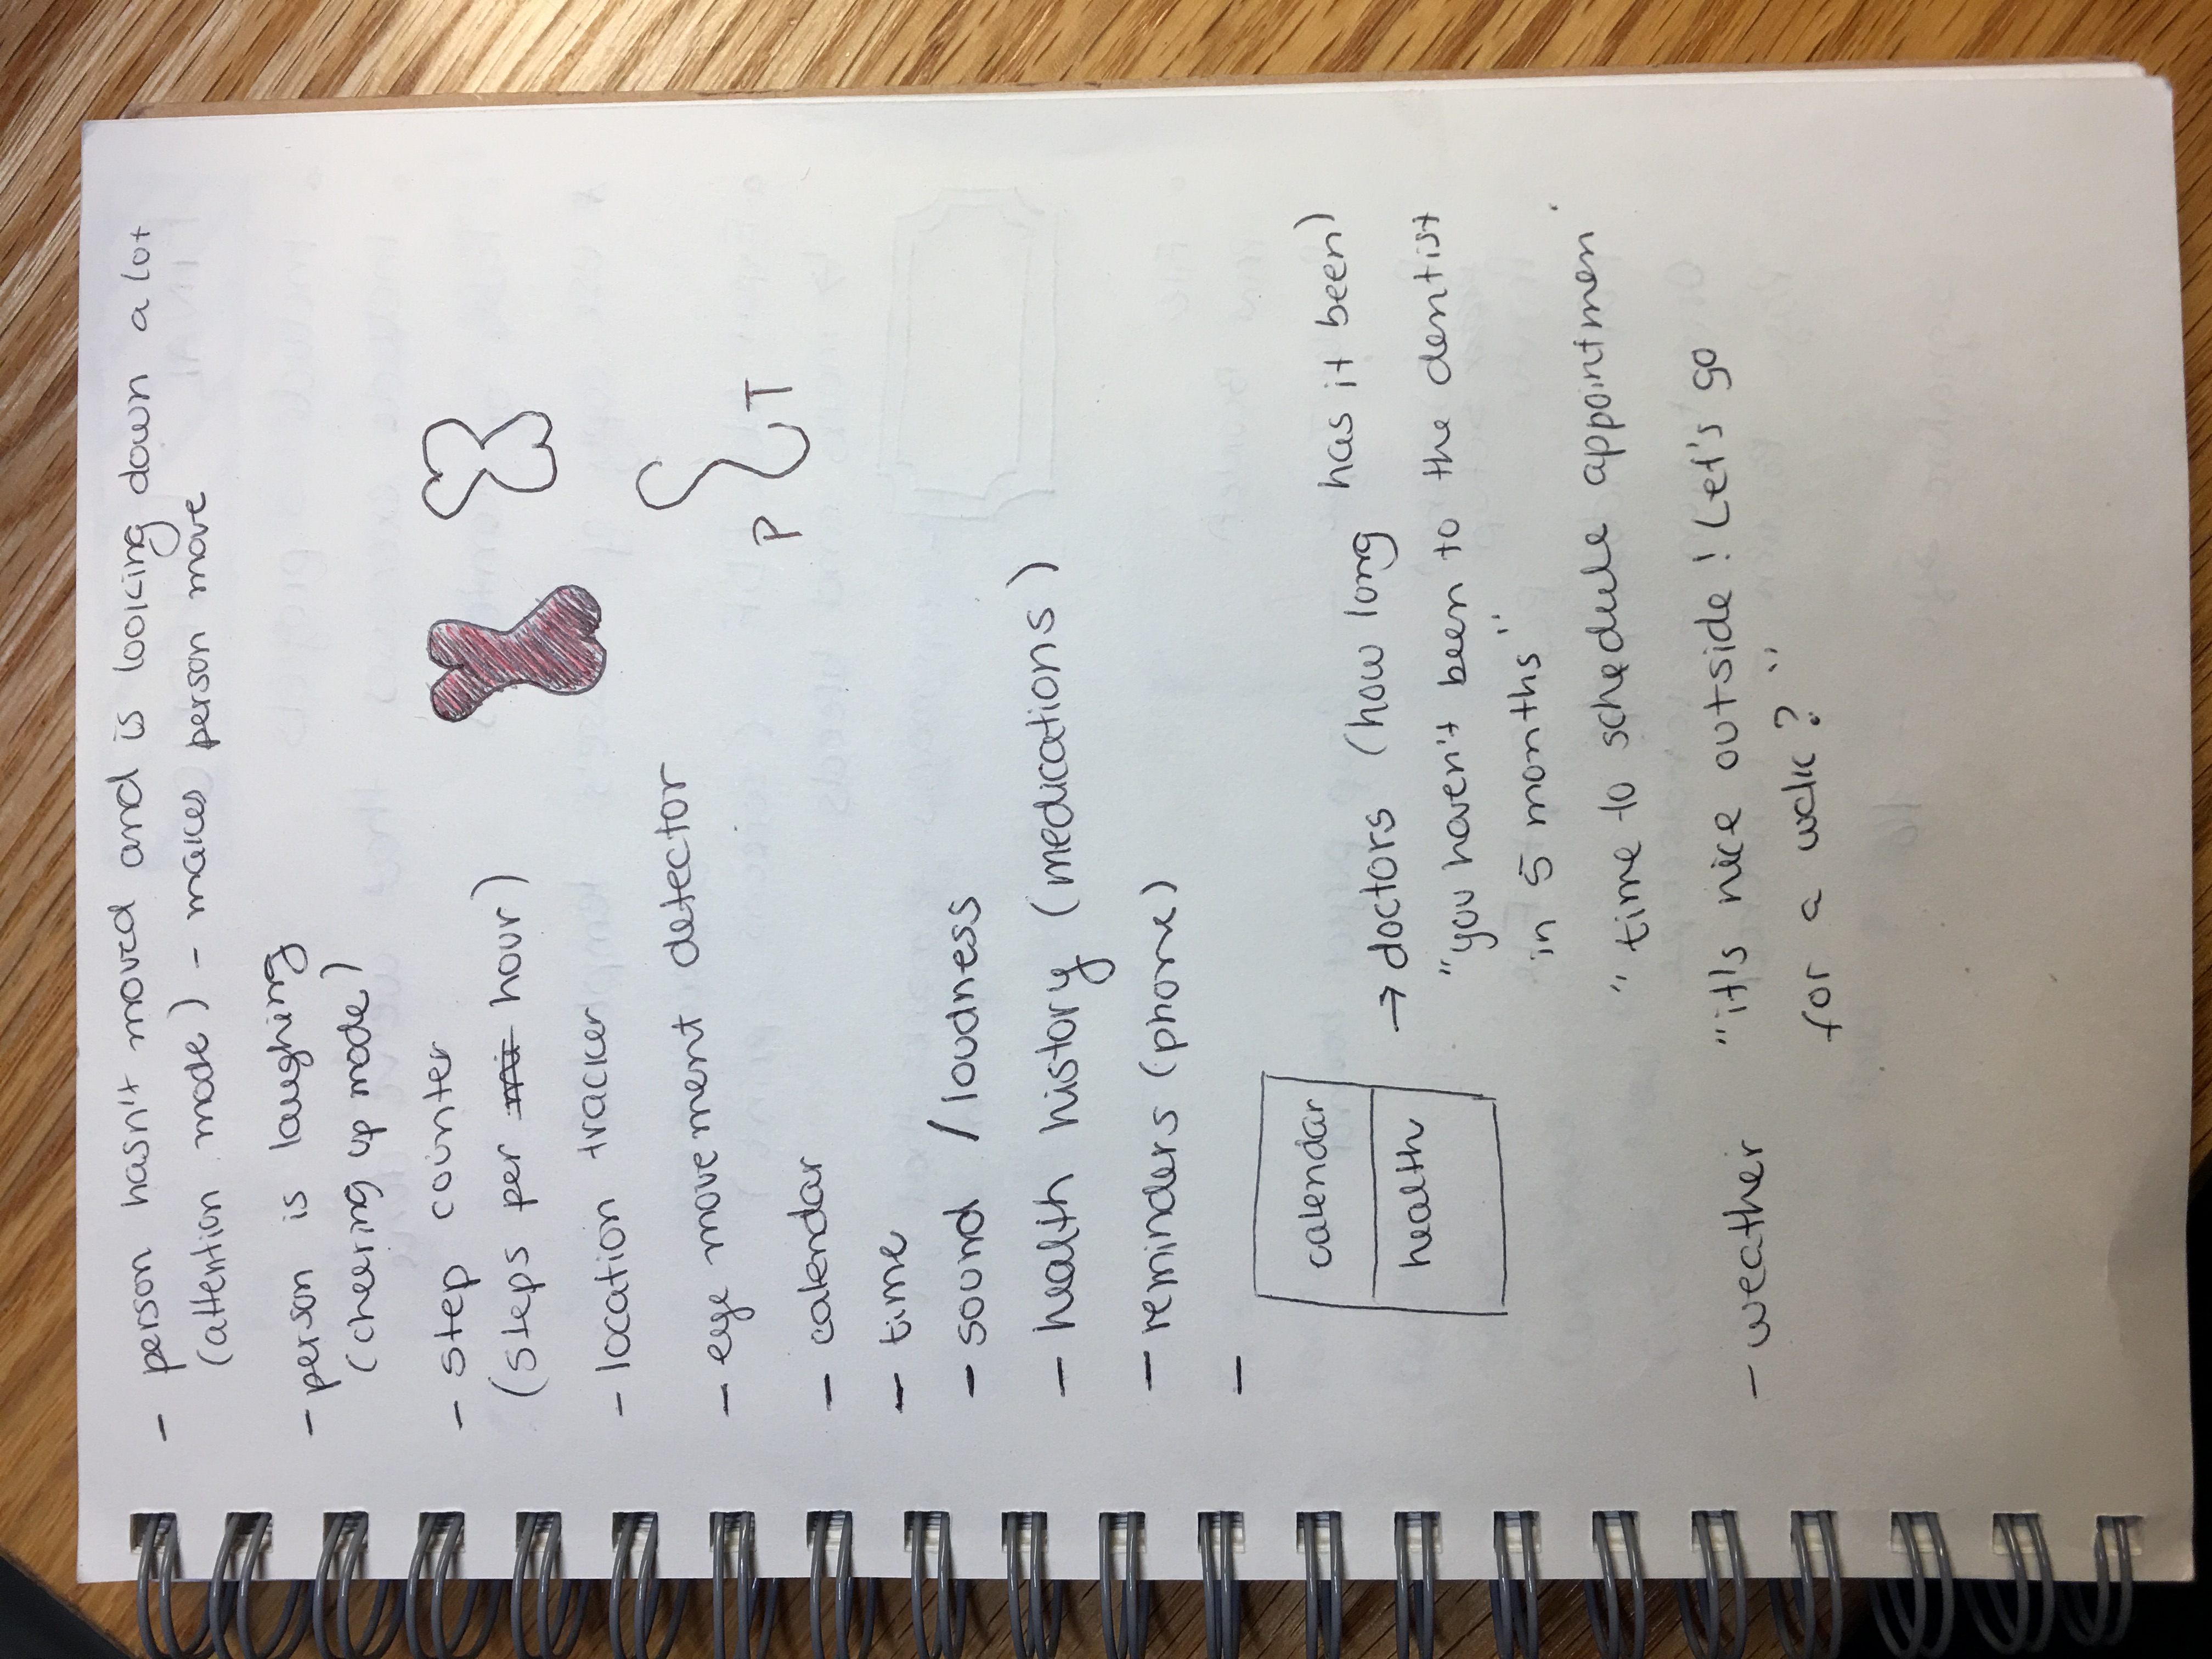 - person hasn't moved and is looking down a lot
(attention mode) - makes person move
- person is laughing
(cheering up mode)
- step counter
(steps per mi hour)
- location tracker
- eye movement detector
P T
- calendar
- time
- sound / loudness
- health history (medications)
- reminders (phone)
-
calendar
health
→ doctors (how long has it been)
"you haven't been to the dentist
in 5 months"
"time to schedule appointmen
- weather "it's nice outside! Let's go
for a walk?"